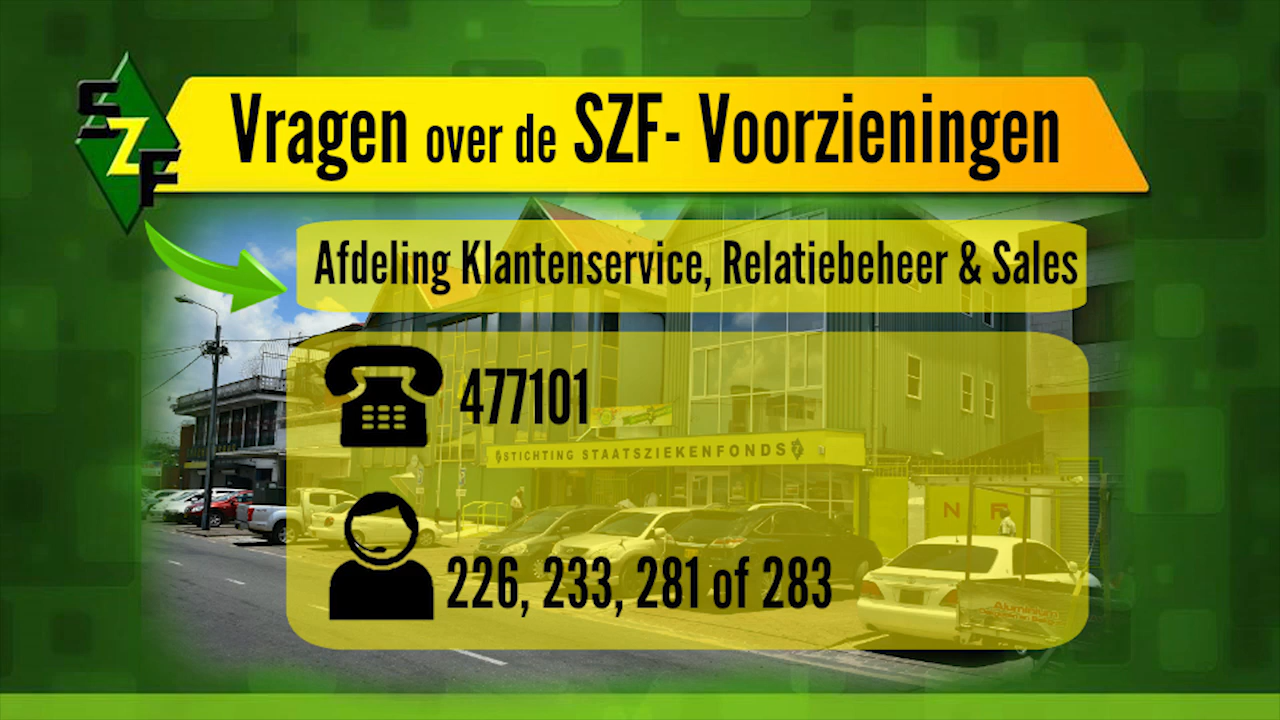 SZF
Vragen over de SZF- Voorzieningen
Afdeling Klantenservice, Relatiebeheer & Sales
477101
STICHTING STAATSZIEKENFONDS
N F
226, 233, 281 of 283